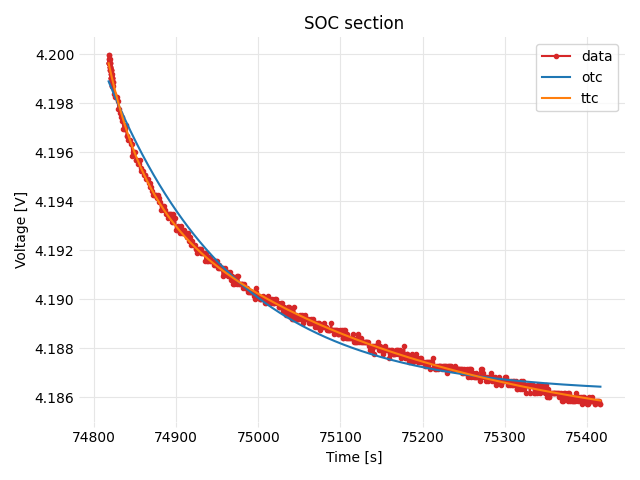 SOC section
data
otc
ttc
4.200
4.198
4.196
4.194
4.192
4.190
4.188
4.186
Voltage [V]
74800 74900 75000 75100 75200 75300 75400
Time [s]